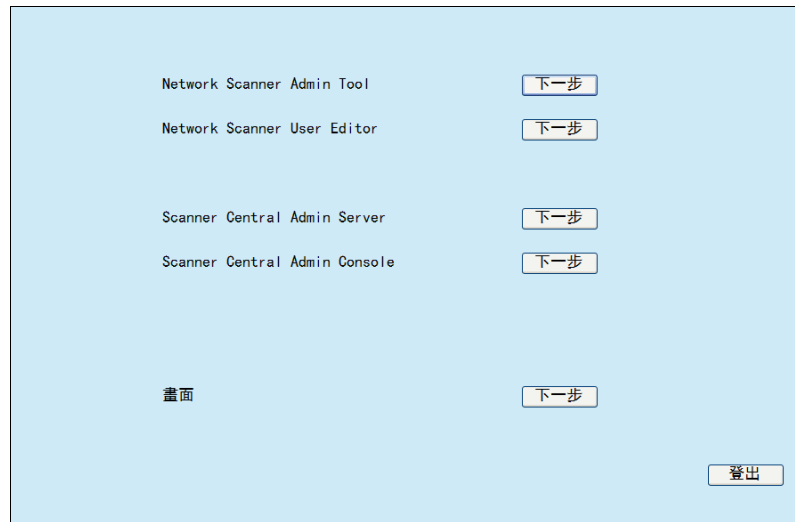 Network Scanner Admin Tool 下一步
Network Scanner User Editor 下一步
Scanner Central Admin Server 下一步
Scanner Central Admin Console 下一步
畫面 下一步
登出